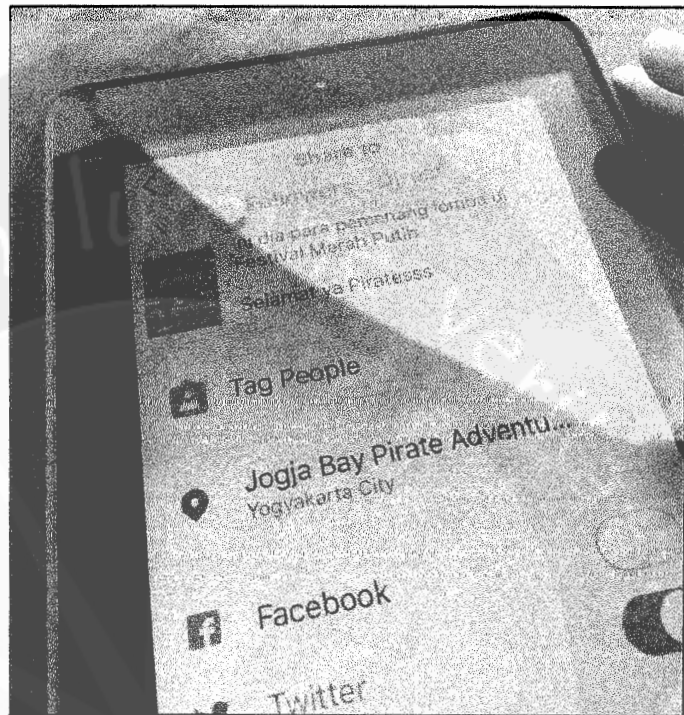 Share to
dia para pemenang lomba di
Festival Merah Putih
Selamat ya Piratesss
Tag People
Jogja Bay Pirate Adventu...
Yogyakarta City
Facebook
Twitter